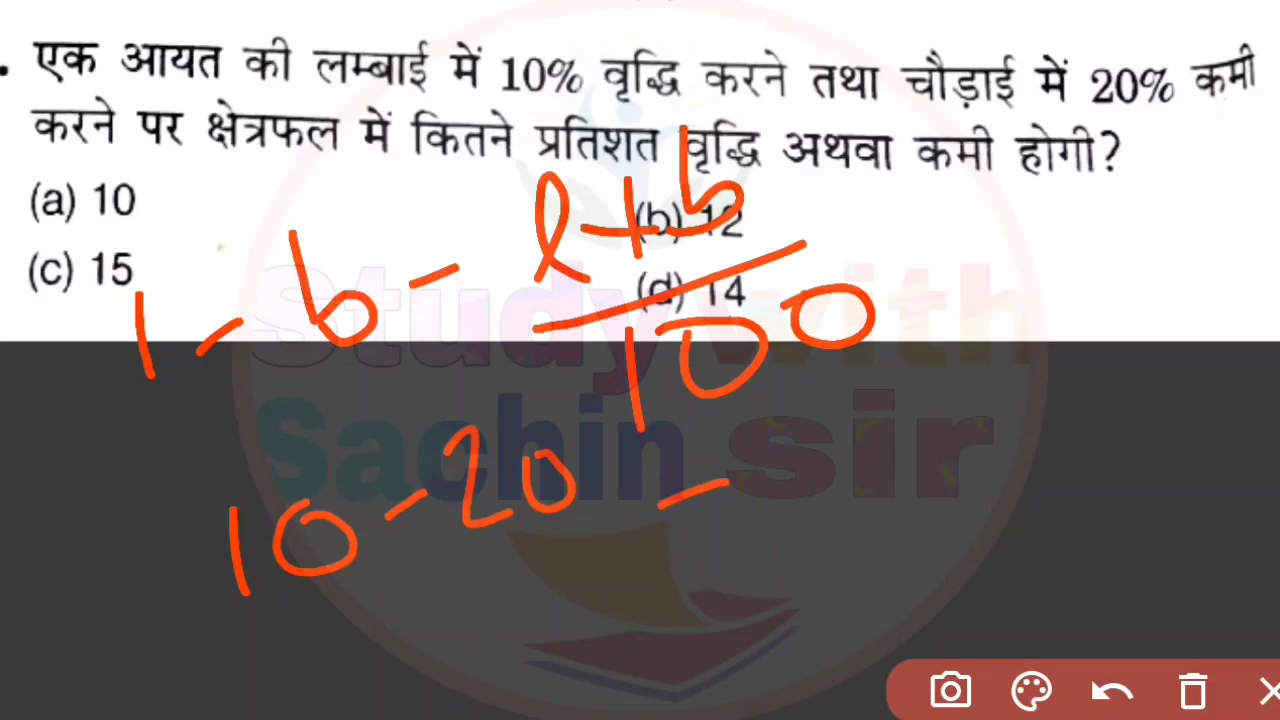 . एक आयत की लम्बाई में 10% वृद्धि करने तथा चौड़ाई में 20% कमी
करने पर क्षेत्रफल में कितने प्रतिशत वृद्धि अथवा कमी होगी?
(a) 10 (b) 12
(c) 15 (d) 14
l - b - l+b
100
10 - 20 -
Study with
Sachin sir